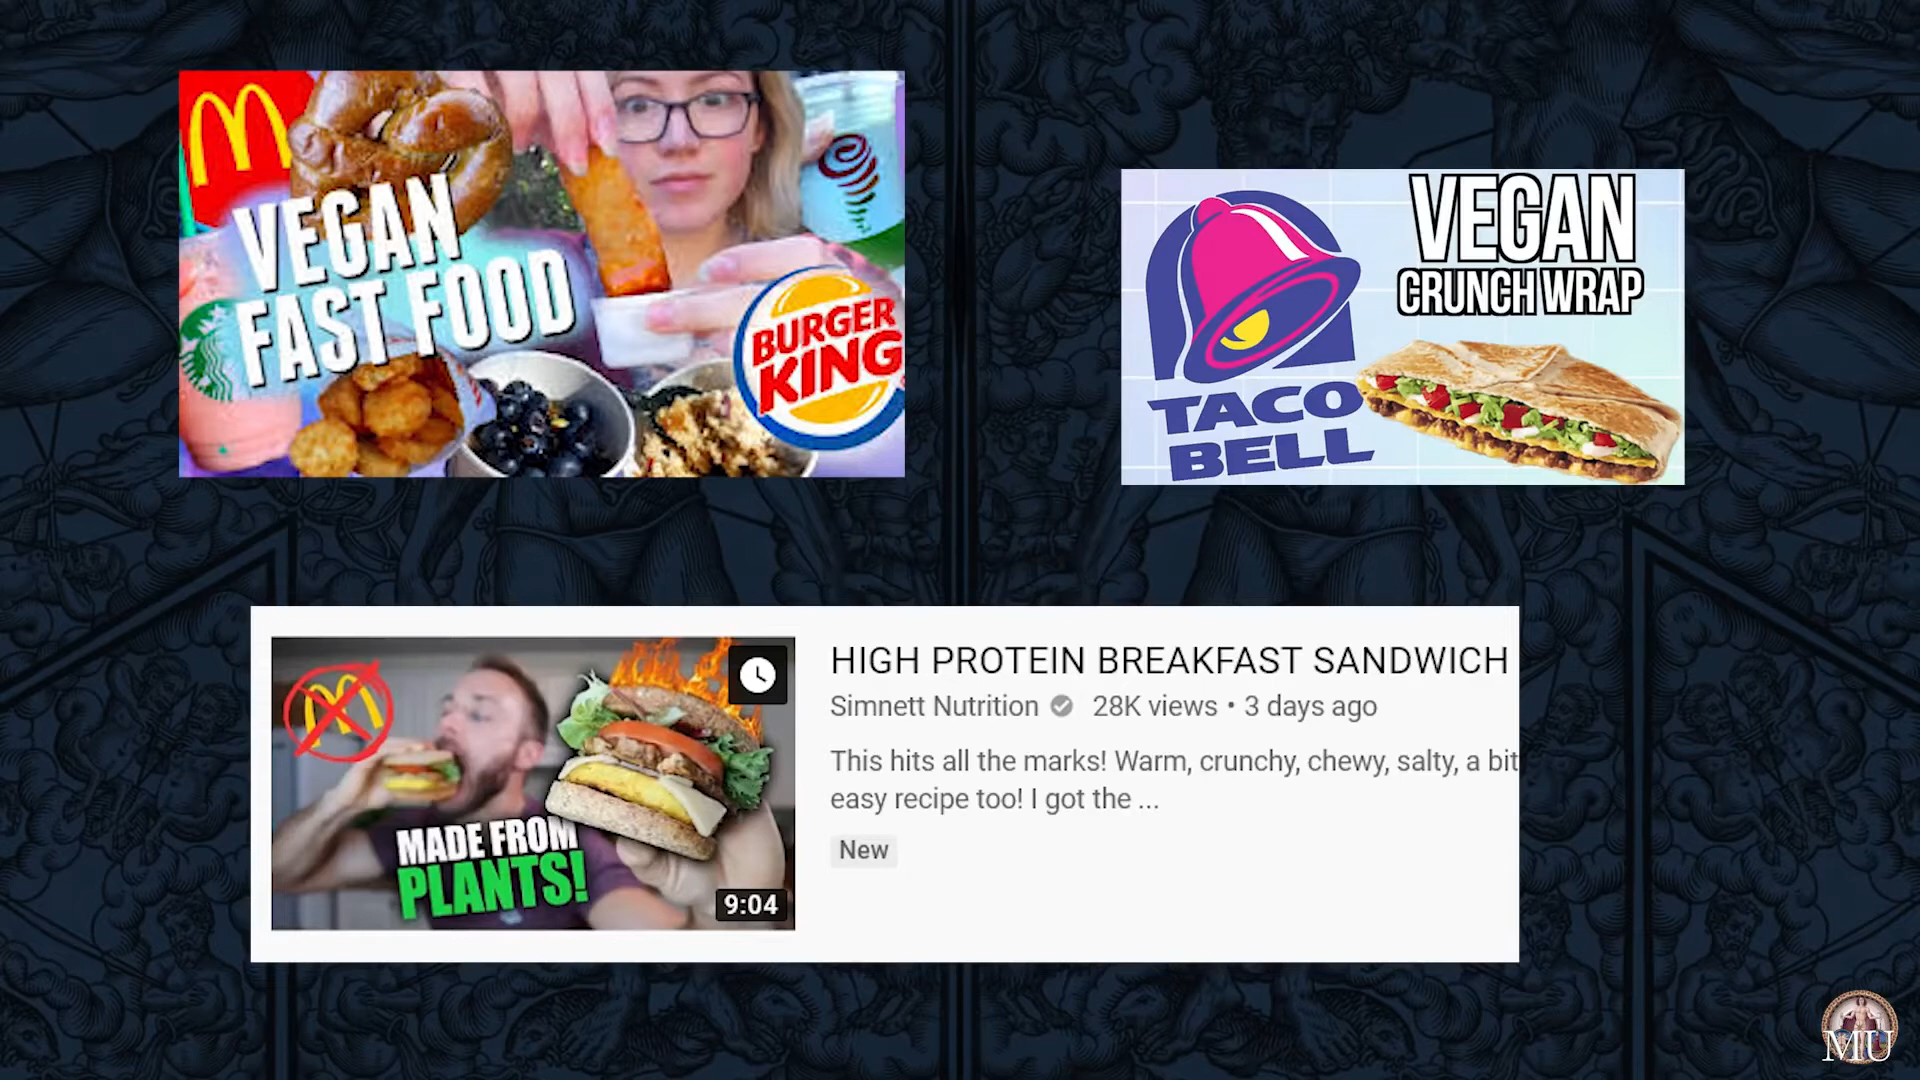 VEGAN
FAST FOOD
BURGER
KING
VEGAN
CRUNCH WRAP
TACO
BELL
MADE FROM
PLANTS!
9:04
HIGH PROTEIN BREAKFAST SANDWICH
Simnett Nutrition 28K views • 3 days ago
This hits all the marks! Warm, crunchy, chewy, salty, a bit
easy recipe too! I got the ...
New
MU